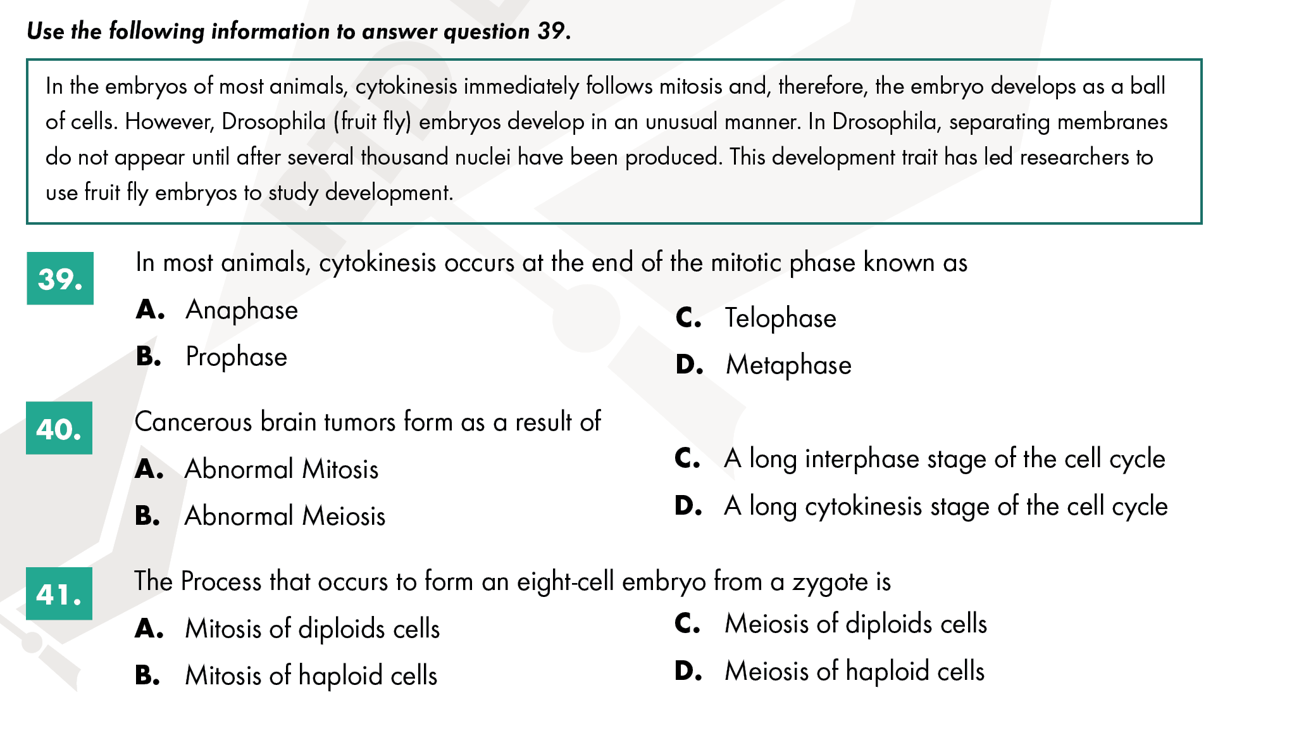 Use the following information to answer question 39.
In the embryos of most animals, cytokinesis immediately follows mitosis and, therefore, the embryo develops as a ball
of cells. However, Drosophila (fruit fly) embryos develop in an unusual manner. In Drosophila, separating membranes
do not appear until after several thousand nuclei have been produced. This development trait has led researchers to
use fruit fly embryos to study development.
39. In most animals, cytokinesis occurs at the end of the mitotic phase known as
A. Anaphase
B. Prophase
C. Telophase
D. Metaphase
40. Cancerous brain tumors form as a result of
A. Abnormal Mitosis
B. Abnormal Meiosis
C. A long interphase stage of the cell cycle
D. A long cytokinesis stage of the cell cycle
41. The Process that occurs to form an eight-cell embryo from a zygote is
A. Mitosis of diploids cells
B. Mitosis of haploid cells
C. Meiosis of diploids cells
D. Meiosis of haploid cells